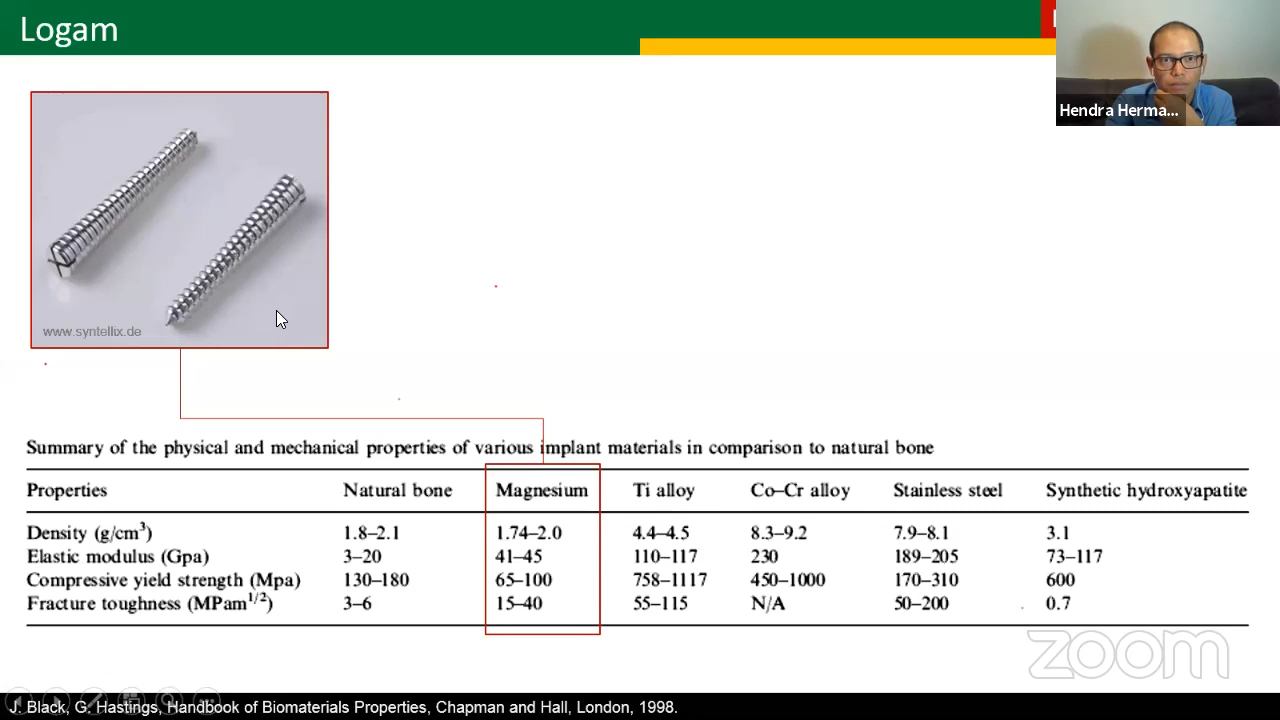 Logam
Hendra Herma...
www.syntellix.de
Summary of the physical and mechanical properties of various implant materials in comparison to natural bone
Properties Natural bone Magnesium Ti alloy Co–Cr alloy Stainless steel Synthetic hydroxyapatite
Density (g/cm³) 1.8–2.1 1.74–2.0 4.4–4.5 8.3–9.2 7.9–8.1 3.1
Elastic modulus (Gpa) 3–20 41–45 110–117 230 189–205 73–117
Compressive yield strength (Mpa) 130–180 65–100 758–1117 450–1000 170–310 600
Fracture toughness (MPam^1/2) 3–6 15–40 55–115 N/A 50–200 0.7
zoom
J. Black, G. Hastings, Handbook of Biomaterials Properties, Chapman and Hall, London, 1998.